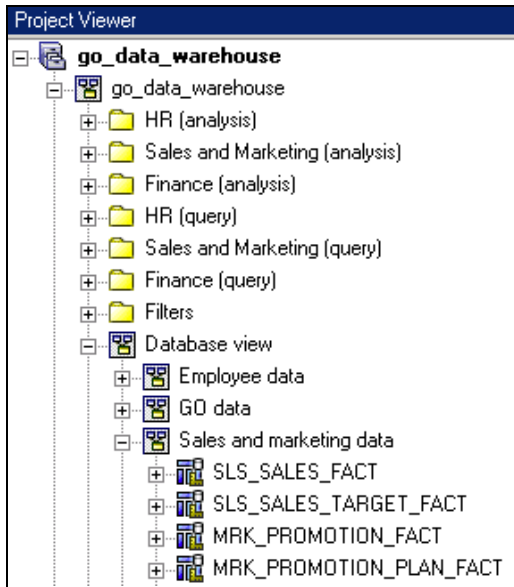 Project Viewer
go_data_warehouse
go_data_warehouse
HR (analysis)
Sales and Marketing (analysis)
Finance (analysis)
HR (query)
Sales and Marketing (query)
Finance (query)
Filters
Database view
Employee data
GO data
Sales and marketing data
SLS_SALES_FACT
SLS_SALES_TARGET_FACT
MRK_PROMOTION_FACT
MRK_PROMOTION_PLAN_FACT